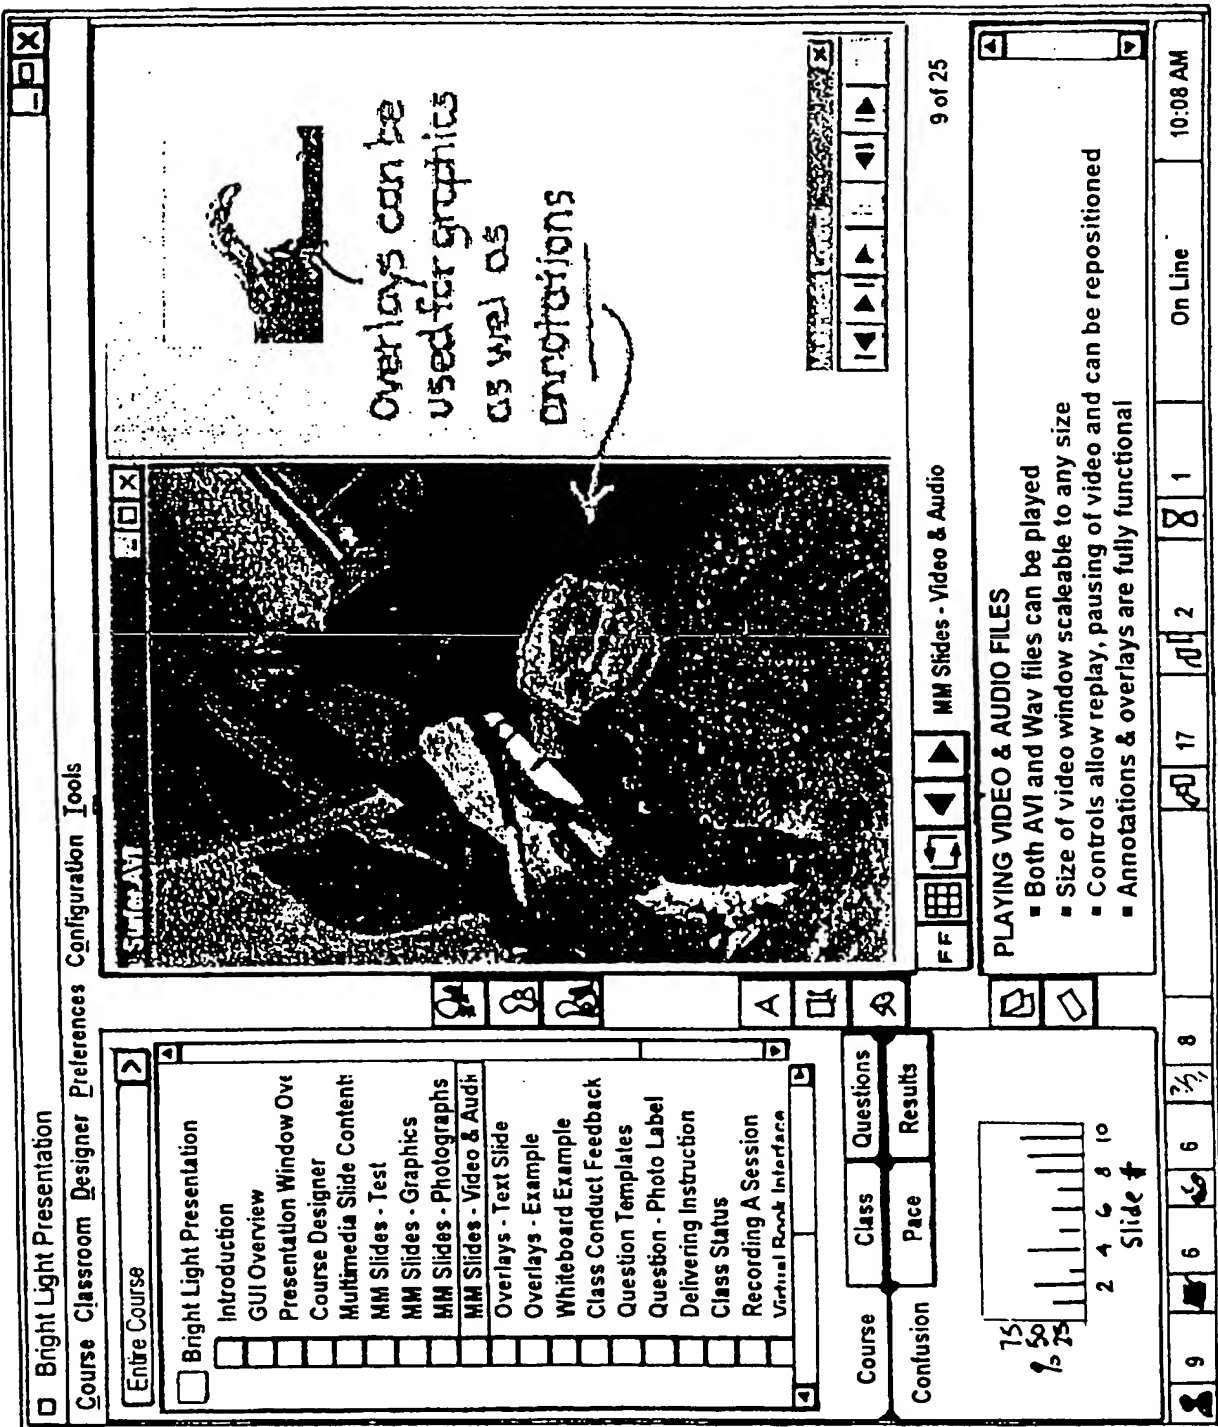 Bright Light Presentation
Course Classroom Designer Preferences Configuration Tools
Entire Course
Bright Light Presentation
Introduction
GUI Overview
Presentation Window Ove
Course Designer
Multimedia Slide Content:
MM Slides - Test
MM Slides - Graphics
MM Slides - Photographs
MM Slides - Video & Audi
Overlays - Text Slide
Overlays - Example
Whiteboard Example
Class Conduct Feedback
Question Templates
Question - Photo Label
Delivering Instruction
Class Status
Recording A Session
Virtual Book Interface
Course Class Questions
Confusion Pace Results
75
% 50
25
2 4 6 8 10
Slide #
A
Surfer.AVI
Overlays can be
used for graphics
as wel as
annotations
FF
MM Slides - Video & Audio
9 of 25
PLAYING VIDEO & AUDIO FILES
▪ Both AVI and Wav files can be played
▪ Size of video window scaleable to any size
▪ Controls allow replay, pausing of video and can be repositioned
▪ Annotations & overlays are fully functional
9 6 6 8 17 2 1 On Line 10:08 AM